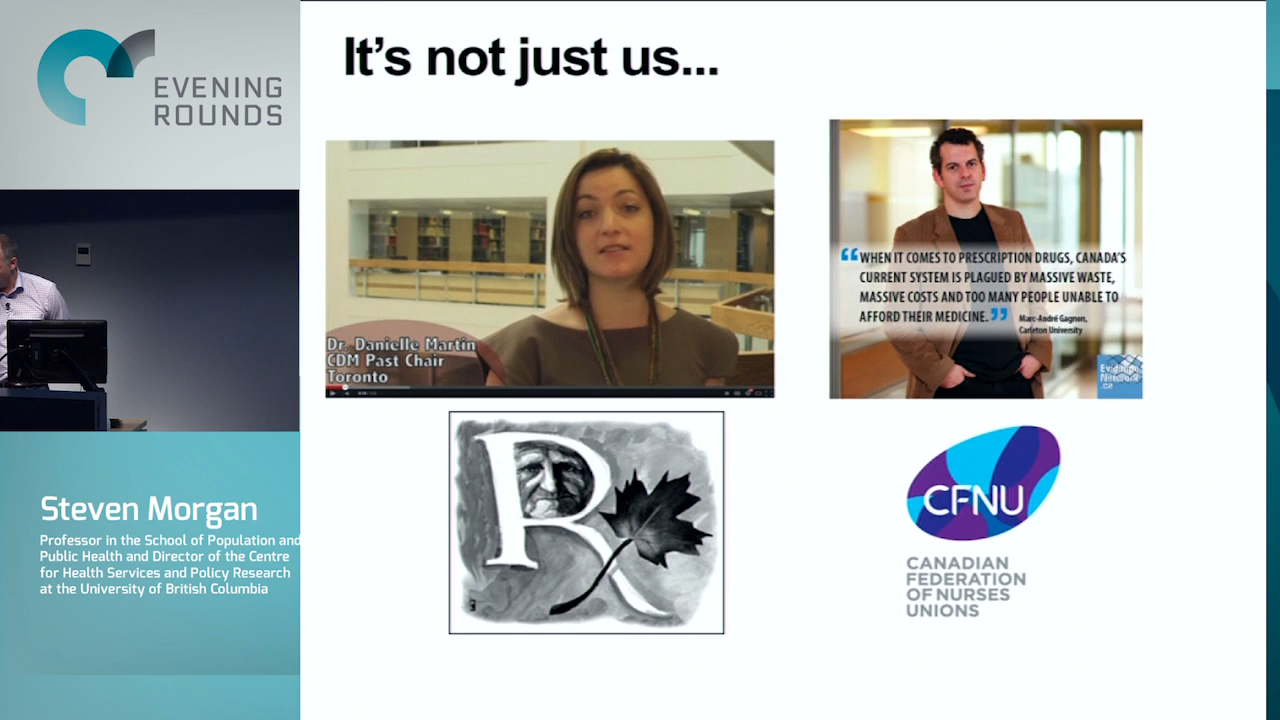 EVENING
ROUNDS
It's not just us...
Dr. Danielle Martin
CDM Past Chair
Toronto
“WHEN IT COMES TO PRESCRIPTION DRUGS, CANADA'S
CURRENT SYSTEM IS PLAGUED BY MASSIVE WASTE,
MASSIVE COSTS AND TOO MANY PEOPLE UNABLE TO
AFFORD THEIR MEDICINE.”
Marc-André Gagnon,
Carleton University
Evidence
Network
.ca
R
CFNU
CANADIAN
FEDERATION
OF NURSES
UNIONS
Steven Morgan
Professor in the School of Population and
Public Health and Director of the Centre
for Health Services and Policy Research
at the University of British Columbia